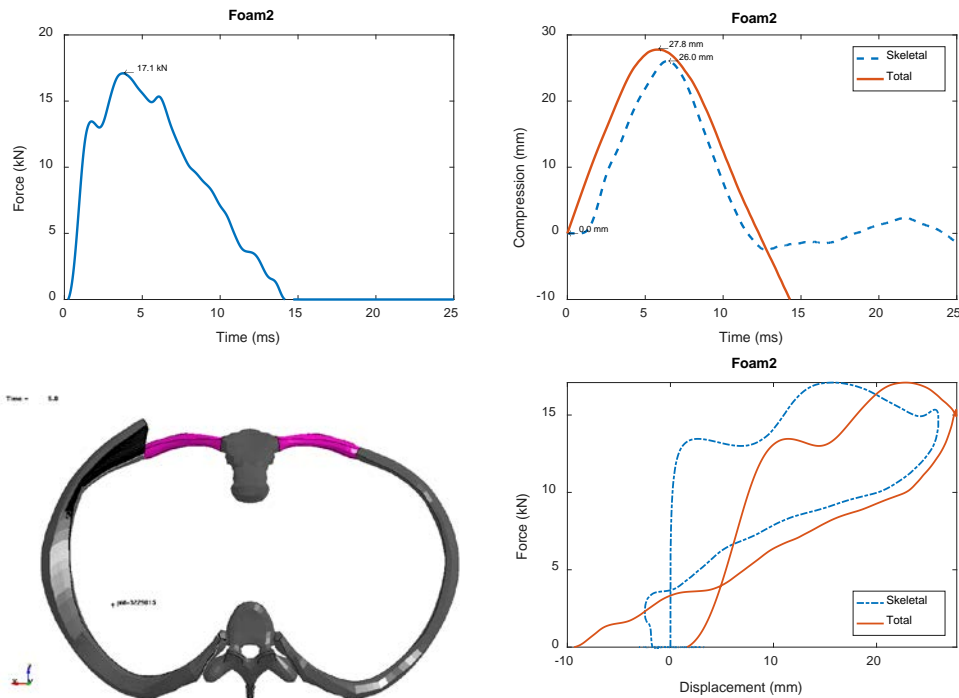 Foam2
20
15
10
5
0
Force (kN)
17.1 kN
0 5 10 15 20 25
Time (ms)
Foam2
30
20
10
0
-10
Compression (mm)
27.8 mm
26.0 mm
0.0 mm
Skeletal
Total
0 5 10 15 20 25
Time (ms)
Time = 5.8
Foam2
15
10
5
0
Force (kN)
Skeletal
Total
-10 0 10 20
Displacement (mm)